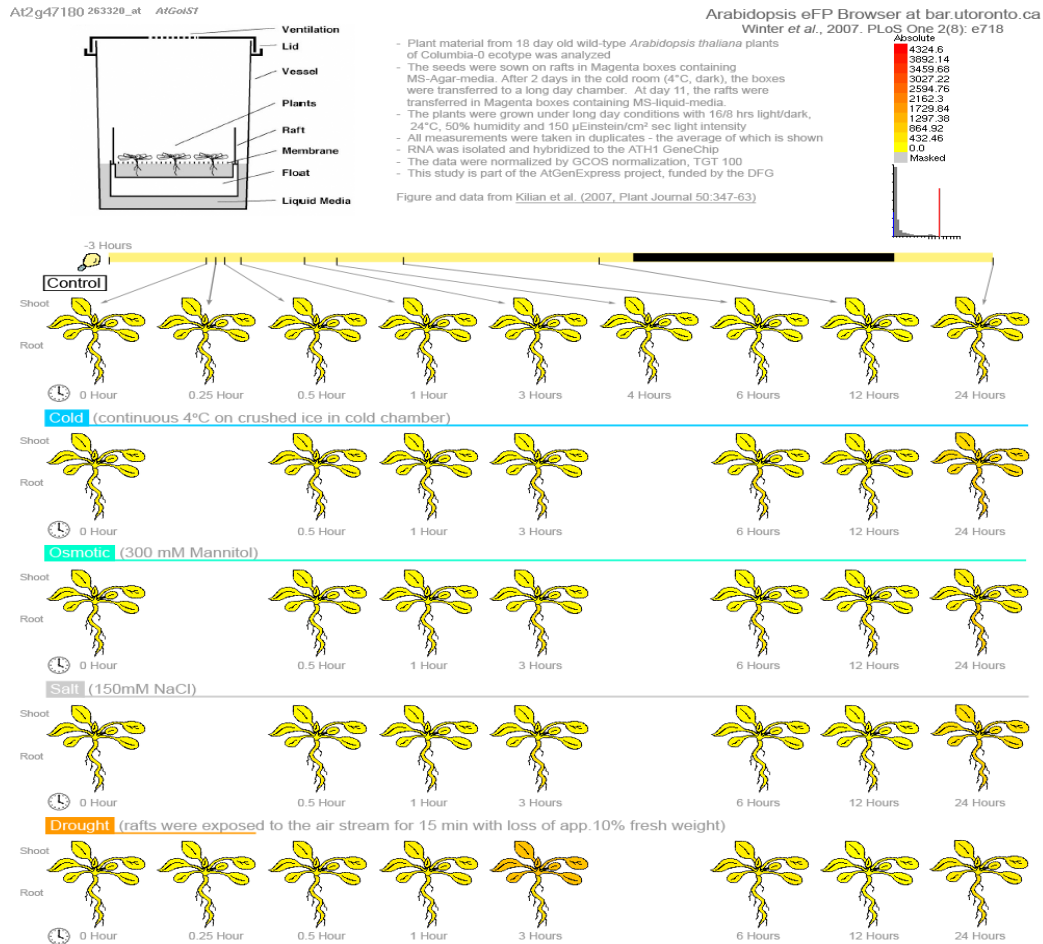 At2g47180 263320_at AtGolS1
Arabidopsis eFP Browser at bar.utoronto.ca
Winter et al., 2007. PLoS One 2(8): e718
Ventilation
Lid
Vessel
Plants
Raft
Membrane
Float
Liquid Media
- Plant material from 18 day old wild-type Arabidopsis thaliana plants
of Columbia-0 ecotype was analyzed
- The seeds were sown on rafts in Magenta boxes containing
MS-Agar-media. After 2 days in the cold room (4°C, dark), the boxes
were transferred to a long day chamber. At day 11, the rafts were
transferred in Magenta boxes containing MS-liquid-media.
- The plants were grown under long day conditions with 16/8 hrs light/dark,
24°C, 50% humidity and 150 µEinstein/cm² sec light intensity
- All measurements were taken in duplicates - the average of which is shown
- RNA was isolated and hybridized to the ATH1 GeneChip
- The data were normalized by GCOS normalization, TGT 100
- This study is part of the AtGenExpress project, funded by the DFG
Figure and data from Kilian et al. (2007, Plant Journal 50:347-63)
Absolute
4324.6
3892.14
3459.68
3027.22
2594.76
2162.3
1729.84
1297.38
864.92
432.46
0.0
Masked
-3 Hours
Control
Shoot
Root
0 Hour 0.25 Hour 0.5 Hour 1 Hour 3 Hours 4 Hours 6 Hours 12 Hours 24 Hours
Cold (continuous 4°C on crushed ice in cold chamber)
Shoot
Root
0 Hour 0.5 Hour 1 Hour 3 Hours 6 Hours 12 Hours 24 Hours
Osmotic (300 mM Mannitol)
Shoot
Root
0 Hour 0.5 Hour 1 Hour 3 Hours 6 Hours 12 Hours 24 Hours
Salt (150mM NaCl)
Shoot
Root
0 Hour 0.5 Hour 1 Hour 3 Hours 6 Hours 12 Hours 24 Hours
Drought (rafts were exposed to the air stream for 15 min with loss of app.10% fresh weight)
Shoot
Root
0 Hour 0.25 Hour 0.5 Hour 1 Hour 3 Hours 6 Hours 12 Hours 24 Hours